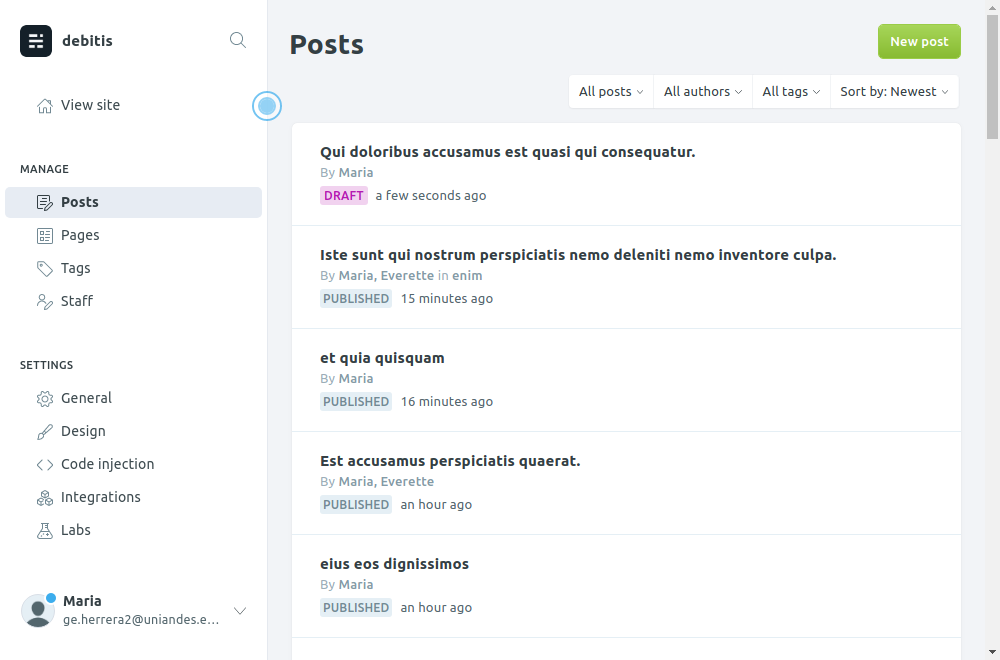 debitis
View site
MANAGE
Posts
Pages
Tags
Staff
SETTINGS
General
Design
Code injection
Integrations
Labs
Maria
ge.herrera2@uniandes.e...
Posts
New post
All posts
All authors
All tags
Sort by: Newest
Qui doloribus accusamus est quasi qui consequatur.
By Maria
DRAFT a few seconds ago
Iste sunt qui nostrum perspiciatis nemo deleniti nemo inventore culpa.
By Maria, Everette in enim
PUBLISHED 15 minutes ago
et quia quisquam
By Maria
PUBLISHED 16 minutes ago
Est accusamus perspiciatis quaerat.
By Maria, Everette
PUBLISHED an hour ago
eius eos dignissimos
By Maria
PUBLISHED an hour ago